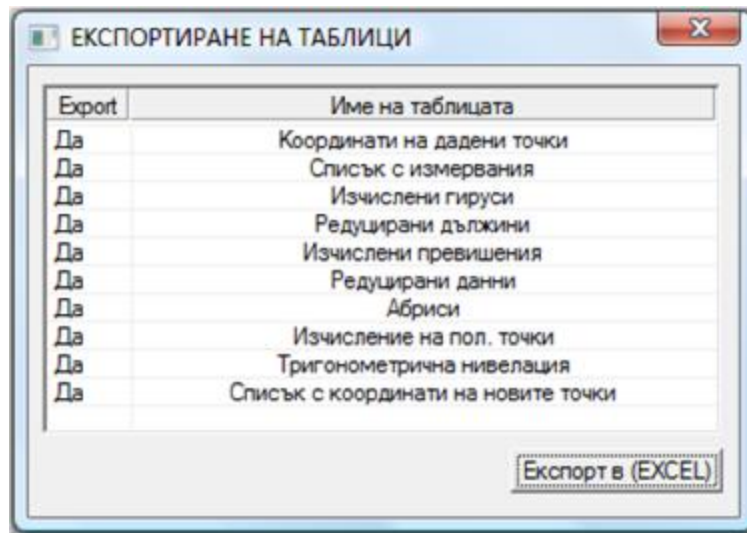 ЕКСПОРТИРАНЕ НА ТАБЛИЦИ
Export Име на таблицата
Да Координати на дадени точки
Да Списък с измервания
Да Изчислени гируси
Да Редуцирани дължини
Да Изчислени превишения
Да Редуцирани данни
Да Абриси
Да Изчисление на пол. точки
Да Тригонометрична нивелация
Да Списък с координати на новите точки
Експорт в (EXCEL)